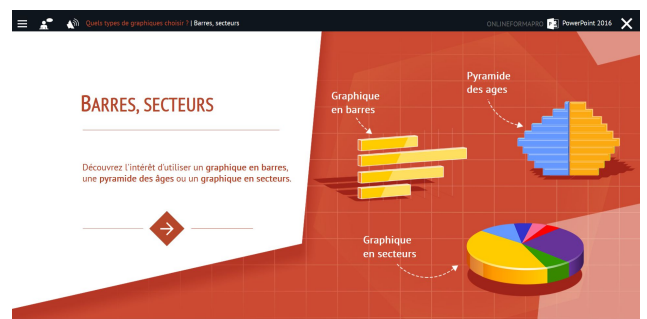 Quels types de graphiques choisir ? | Barres, secteurs
ONLINEFORMAPRO
PowerPoint 2016
BARRES, SECTEURS
Découvrez l'intérêt d'utiliser un graphique en barres,
une pyramide des âges ou un graphique en secteurs.
Graphique
en barres
Pyramide
des ages
Graphique
en secteurs